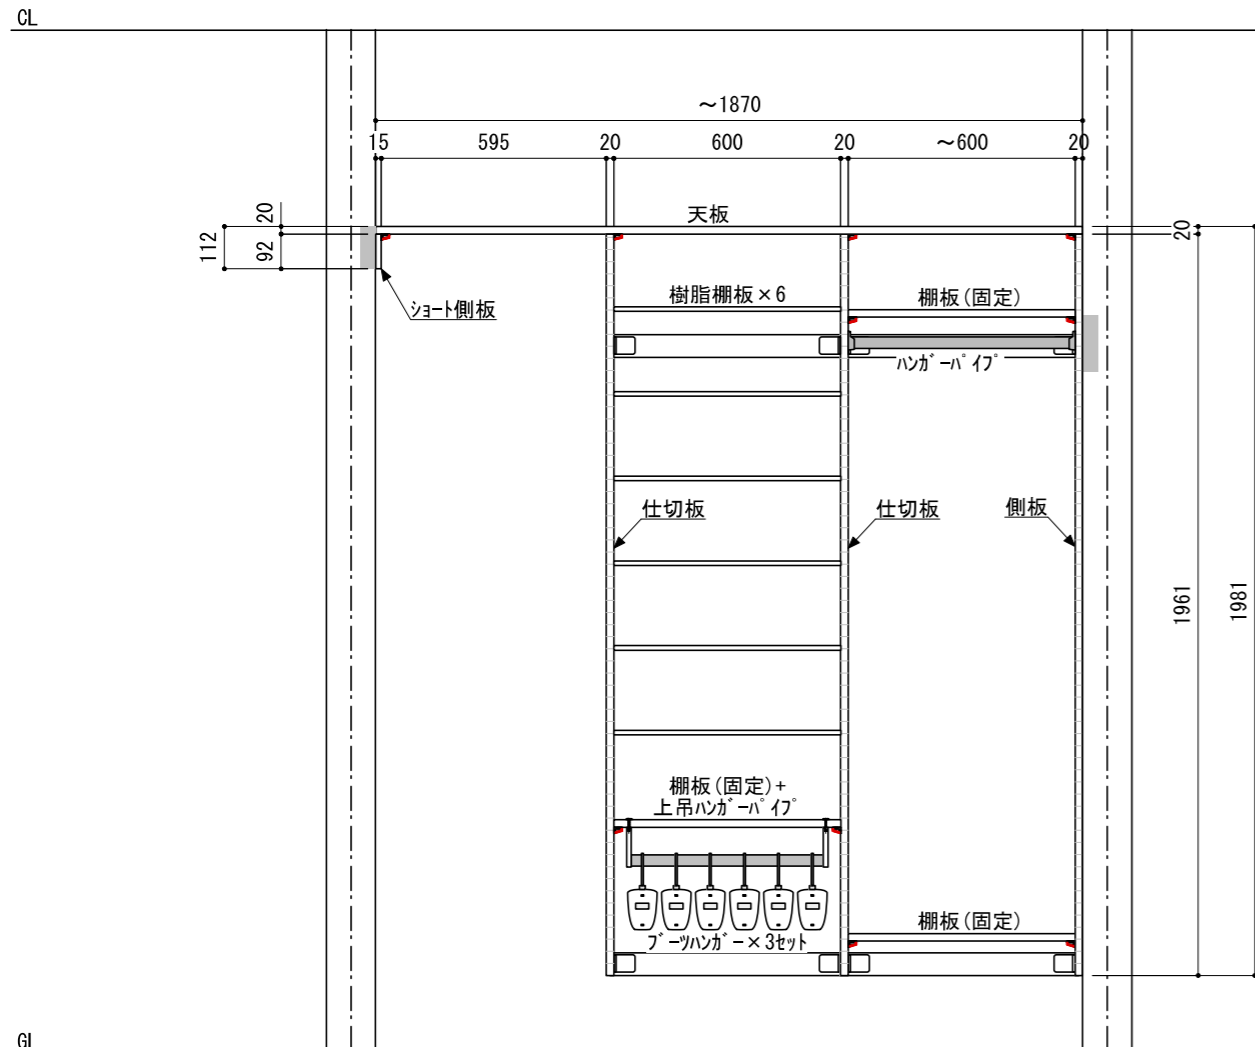 CL
～1870
15 595 20 600 20 ～600 20
天板
20
112
92
20
樹脂棚板×6
棚板(固定)
ショート側板
ハンガーパイプ
仕切板
仕切板
側板
1961
1981
棚板(固定)+
上吊ハンガーパイプ
棚板(固定)
ブーツハンガー×3セット
GL